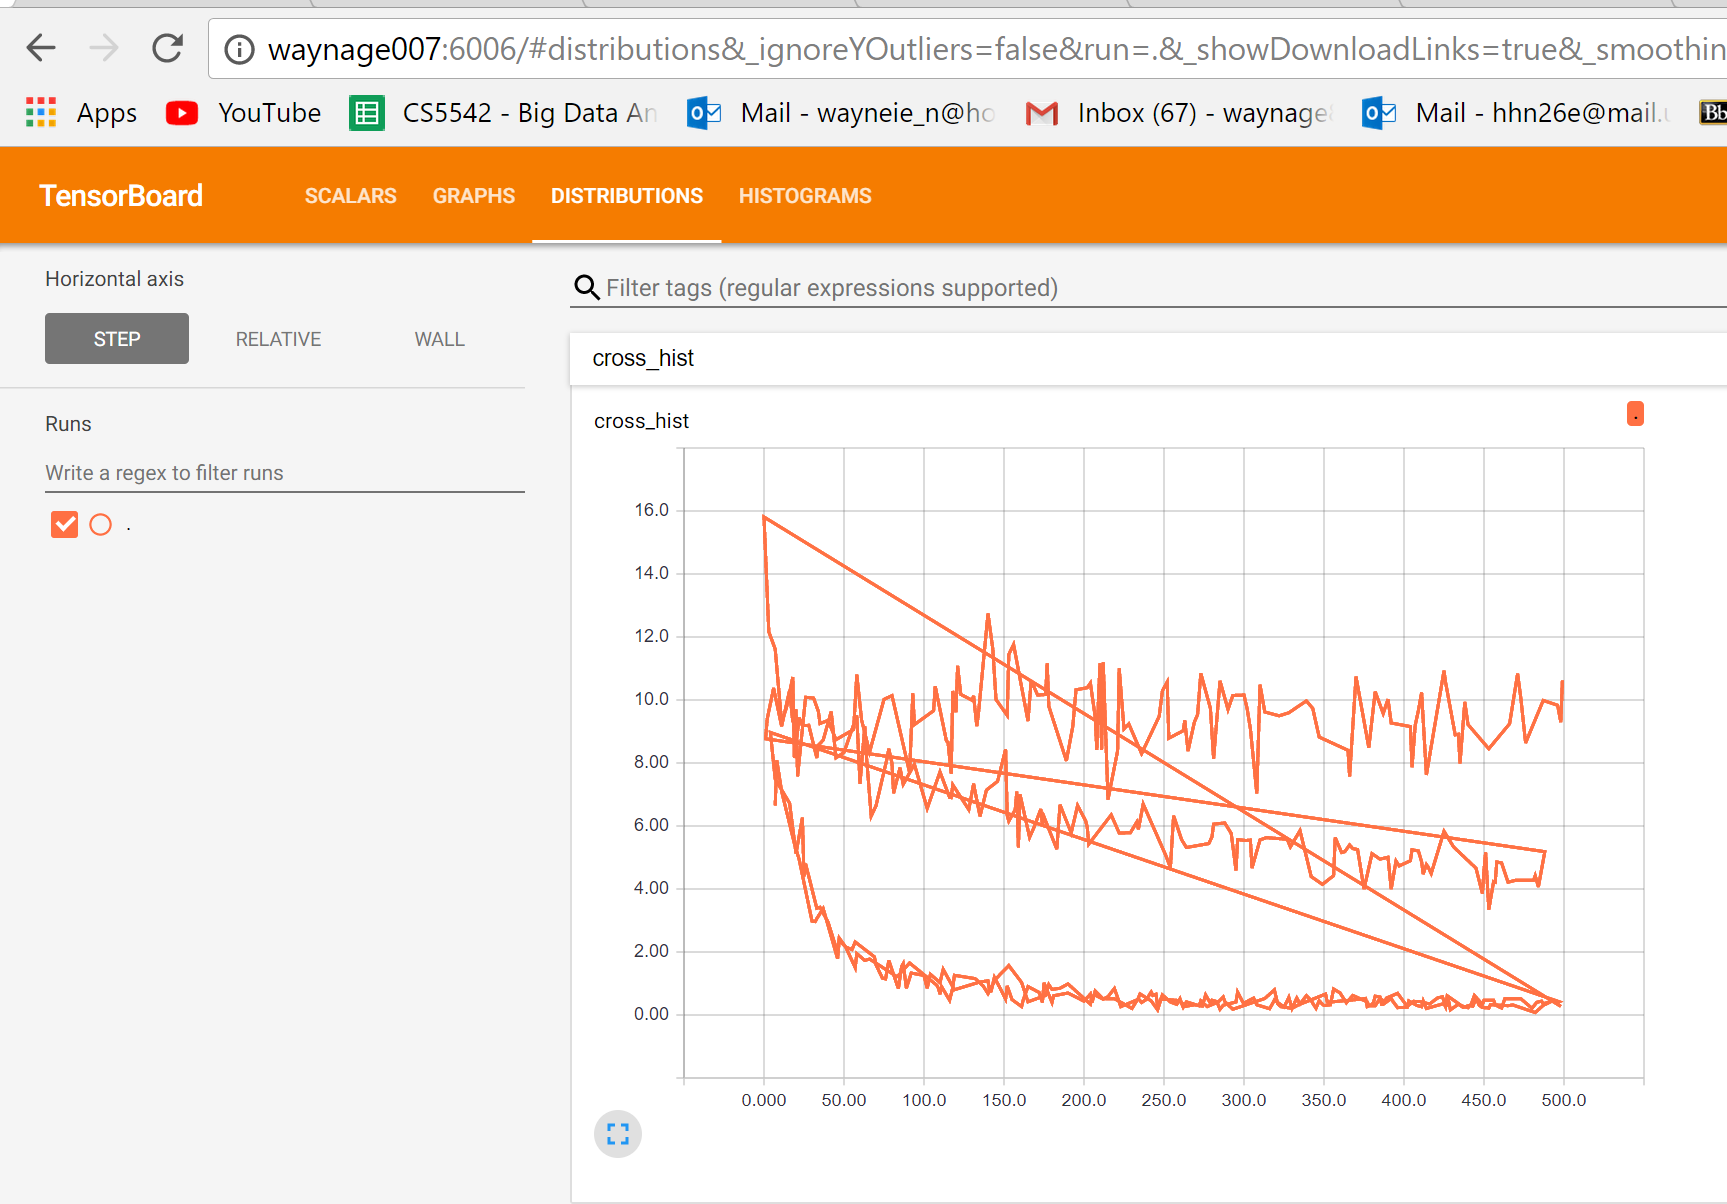 waynage007:6006/#distributions&_ignoreYOutliers=false&run=.&_showDownloadLinks=true&_smoothin
Apps YouTube CS5542 - Big Data An Mail - wayneie_n@ho Inbox (67) - waynage Mail - hhn26e@mail. Bb
TensorBoard SCALARS GRAPHS DISTRIBUTIONS HISTOGRAMS
Horizontal axis
STEP RELATIVE WALL
Runs
Write a regex to filter runs
.
Filter tags (regular expressions supported)
cross_hist
cross_hist
.
16.0
14.0
12.0
10.0
8.00
6.00
4.00
2.00
0.00
0.000 50.00 100.0 150.0 200.0 250.0 300.0 350.0 400.0 450.0 500.0